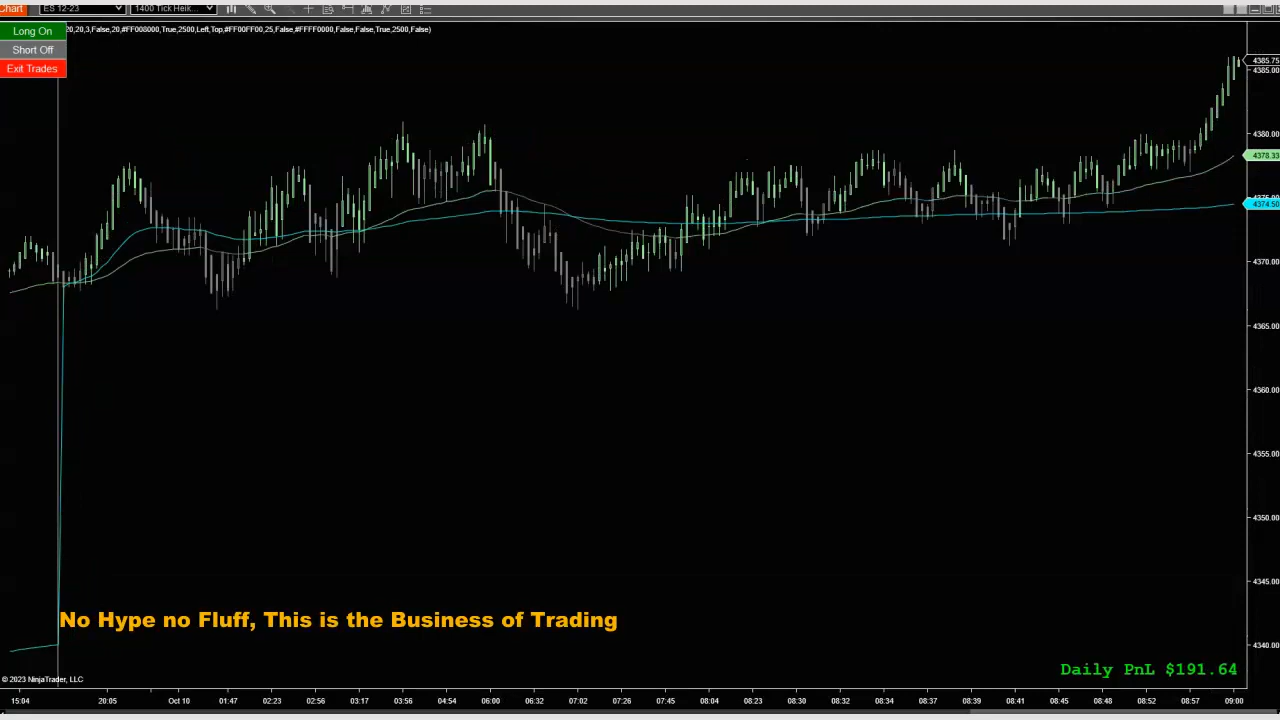 Chart
ES 12-23
1400 Tick Heik...
Long On
20,20,3,False,20,#FF008000,True,2500,Left,Top,#FF00FF00,25,False,#FFFF0000,False,False,True,2500,False)
Short Off
Exit Trades
4385.75
4385.00
4380.00
4378.33
4375.00
4374.50
4370.00
4365.00
4360.00
4355.00
4350.00
4345.00
4340.00
No Hype no Fluff, This is the Business of Trading
Daily PnL $191.64
© 2023 NinjaTrader, LLC
15:04 20:05 Oct 10 01:47 02:23 02:56 03:17 03:56 04:54 06:00 06:32 07:02 07:26 07:45 08:04 08:23 08:30 08:34 08:37 08:39 08:41 08:45 08:48 08:52 08:57 09:00